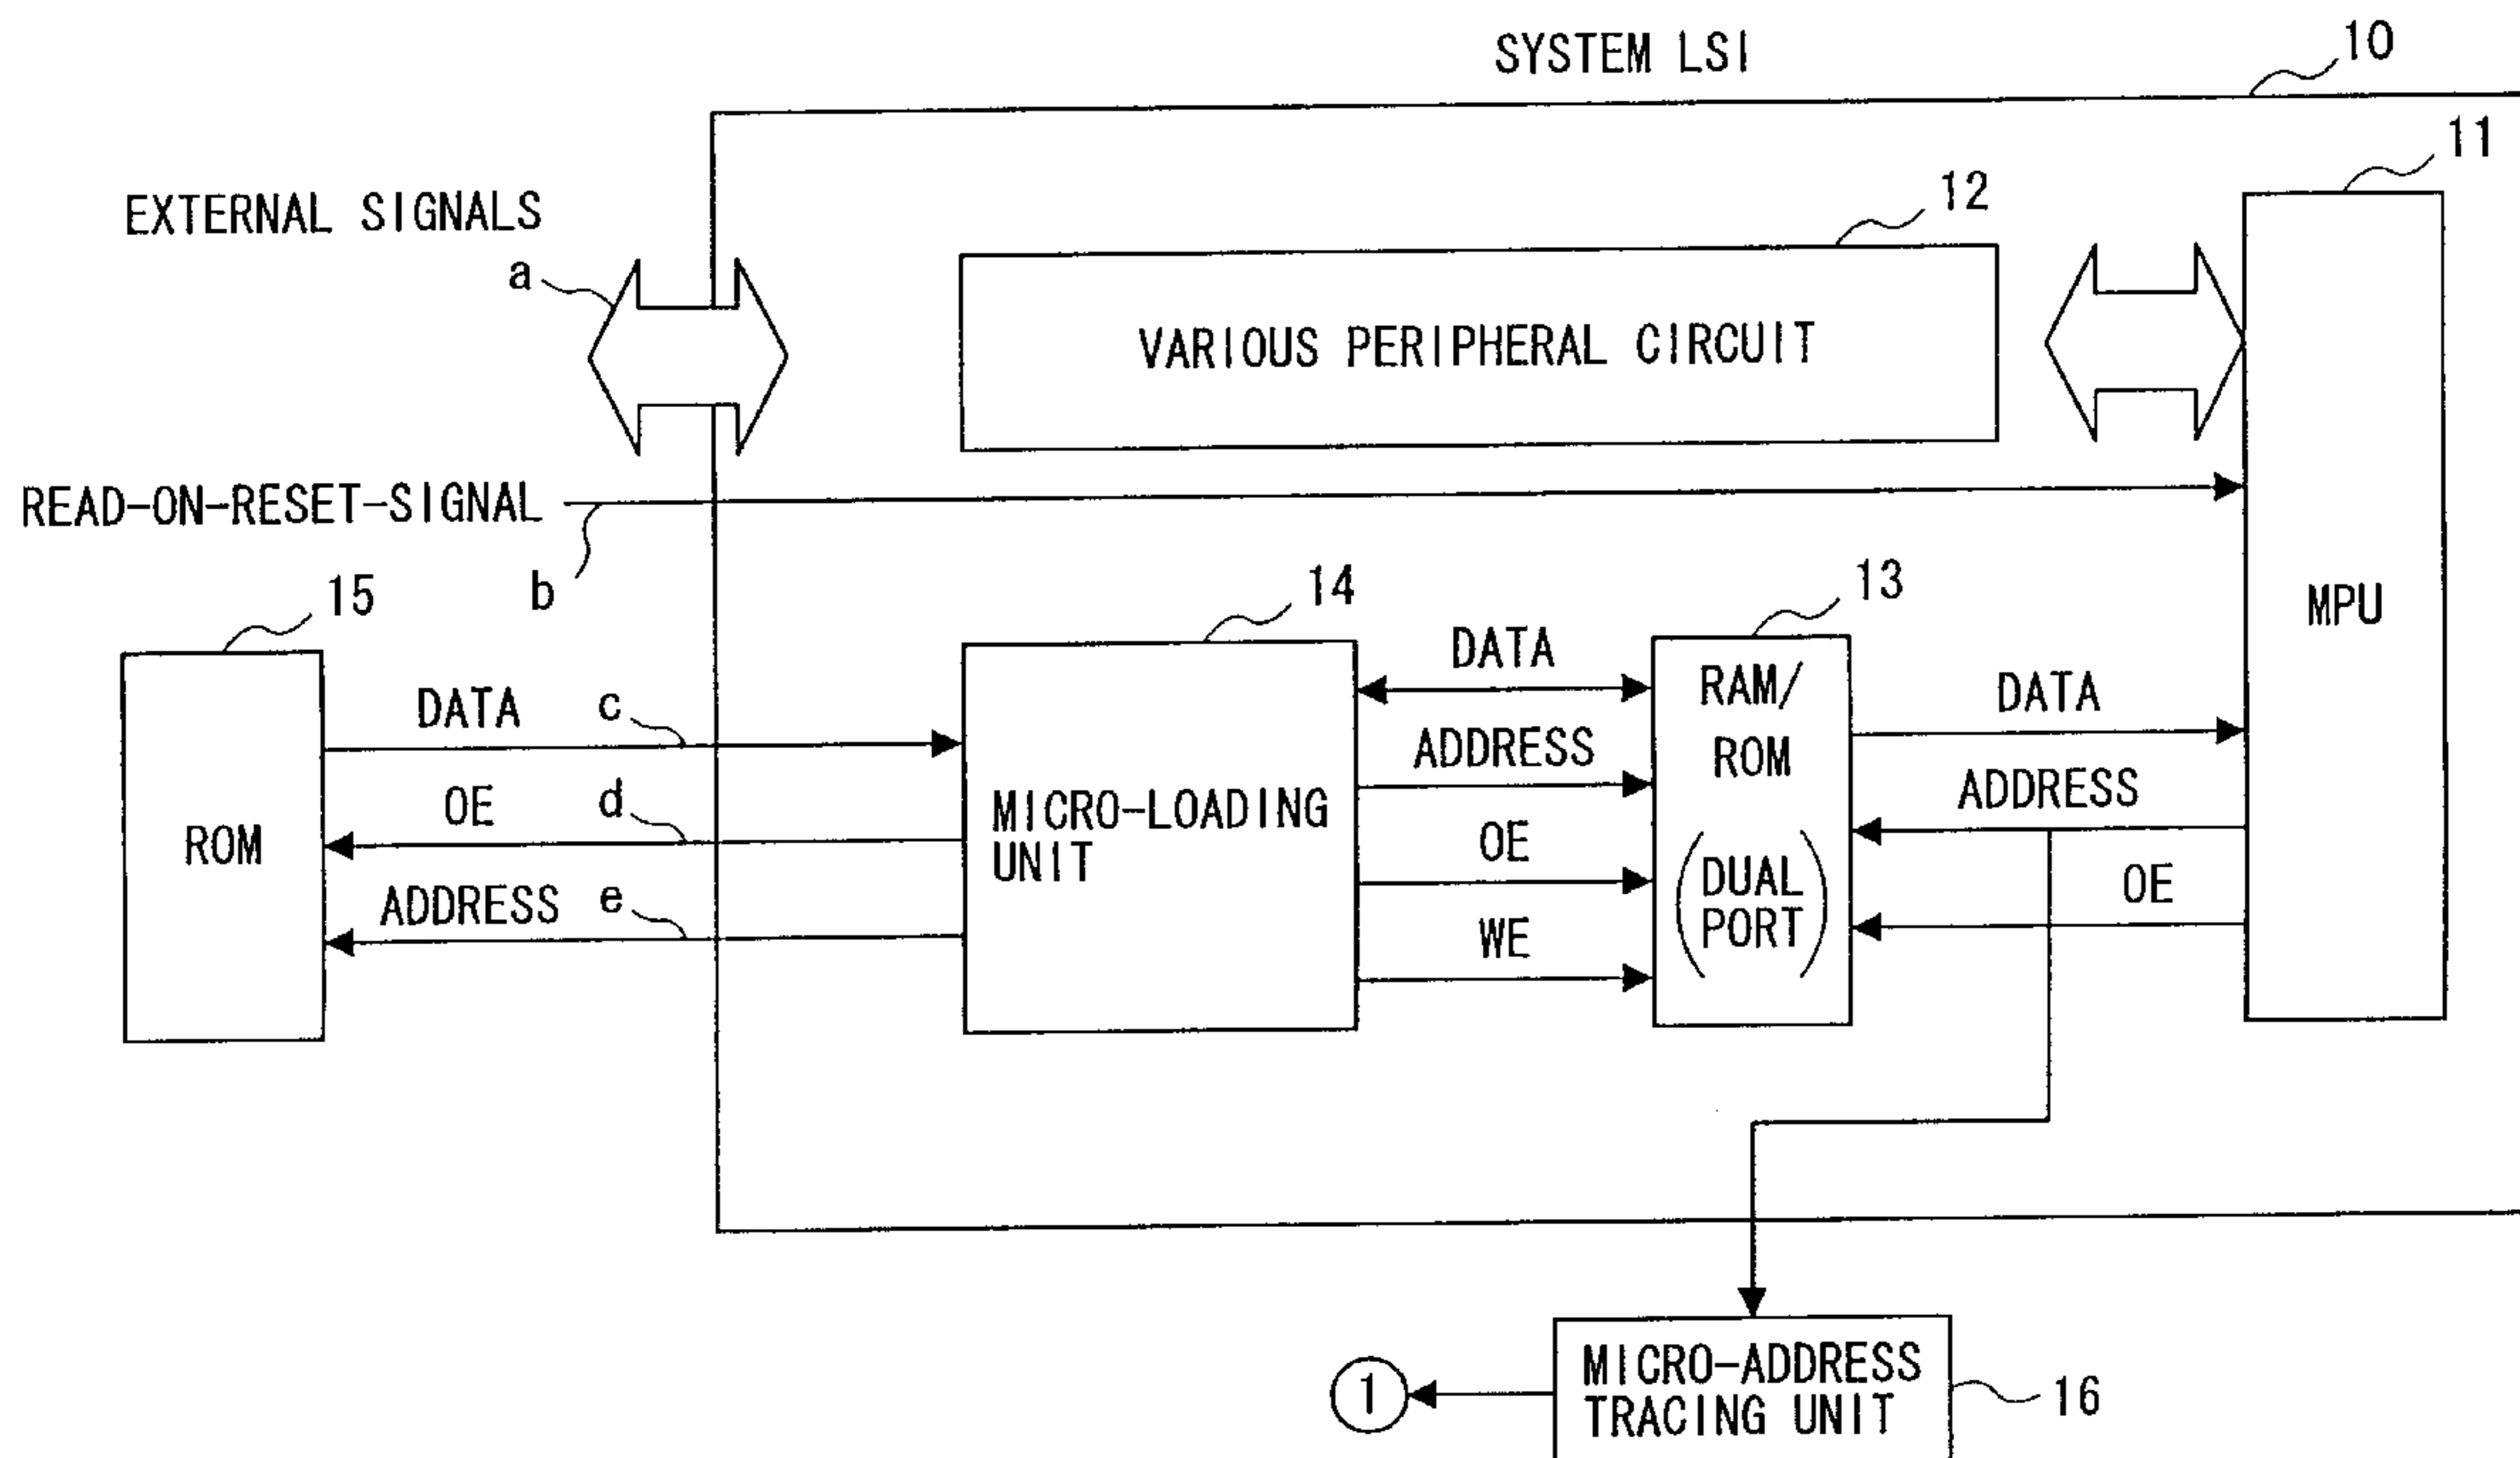 SYSTEM LSI
10
11
EXTERNAL SIGNALS
a
12
VARIOUS PERIPHERAL CIRCUIT
READ-ON-RESET-SIGNAL
b
MPU
15
14
13
ROM
DATA
c
OE
d
ADDRESS
e
MICRO-LOADING
UNIT
DATA
ADDRESS
OE
WE
RAM/
ROM
(DUAL
PORT)
DATA
ADDRESS
OE
1
MICRO-ADDRESS
TRACING UNIT
16